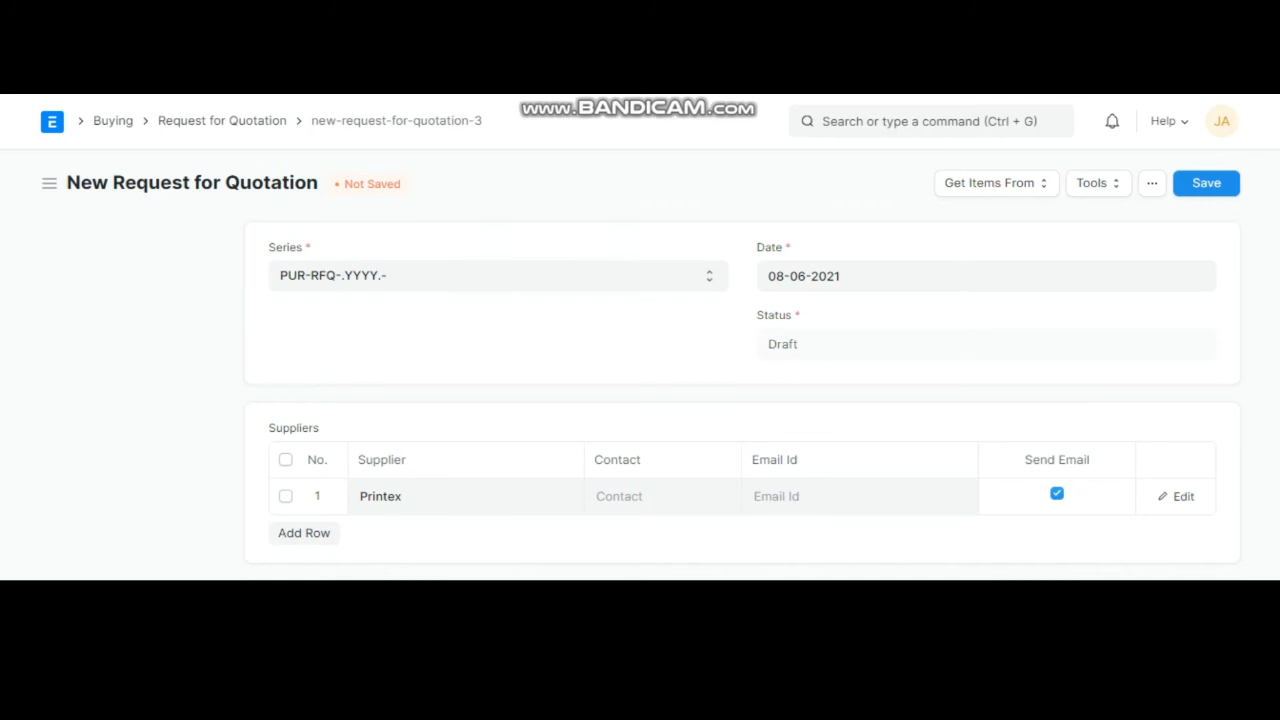 www.BANDICAM.com
E > Buying > Request for Quotation > new-request-for-quotation-3 Search or type a command (Ctrl + G) Help JA
New Request for Quotation • Not Saved Get Items From Tools ... Save
Series * Date *
PUR-RFQ-.YYYY.- 08-06-2021
Status *
Draft
Suppliers
No. Supplier Contact Email Id Send Email
1 Printex Contact Email Id Edit
Add Row